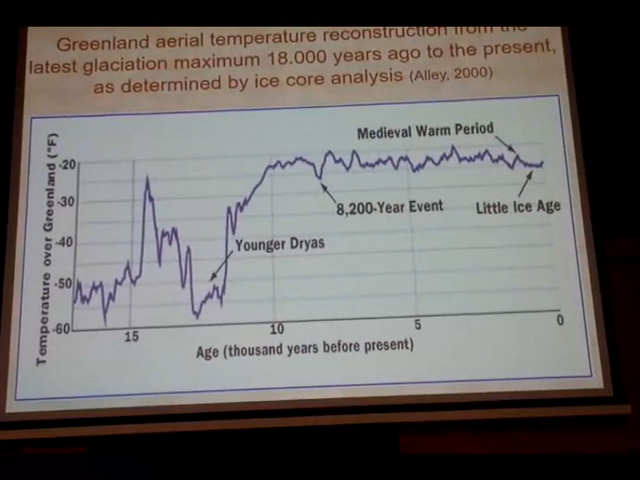 Greenland aerial temperature reconstruction from the
latest glaciation maximum 18.000 years ago to the present,
as determined by ice core analysis (Alley, 2000)
Temperature over Greenland (°F)
-20
-30
-40
-50
-60
Medieval Warm Period
8,200-Year Event
Little Ice Age
Younger Dryas
15
10
5
0
Age (thousand years before present)